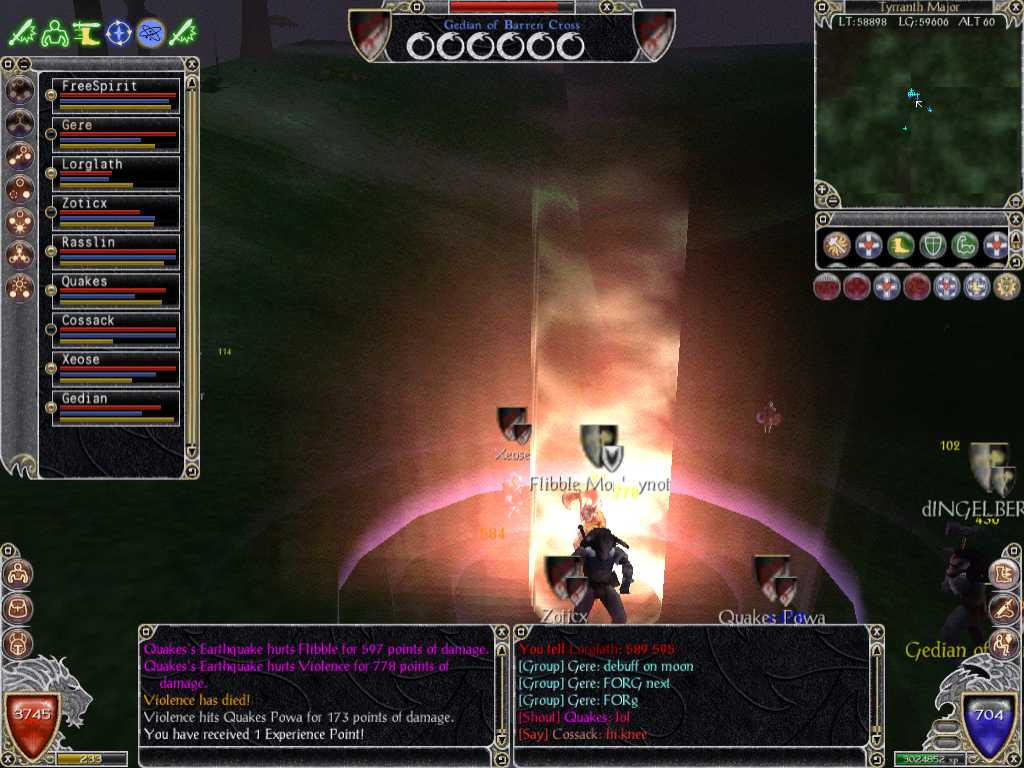 Gedian of Barren Cross
Tyrranth Major
LT:58898 LG:59606 ALT 60
FreeSpirit
Gere
Lorglath
Zoticx
Rasslin
Quakes
Cossack
Xeose
Gedian
114
102
Xeose
584
Zoticx
Quakes Powa
Quakes's Earthquake hurts Flibble for 597 points of damage.
Quakes's Earthquake hurts Violence for 778 points of
damage.
Violence has died!
Violence hits Quakes Powa for 173 points of damage.
You have received 1 Experience Point!
You tell Lorglath: 589 595
[Group] Gere: debuff on moon
[Group] Gere: FORG next
[Group] Gere: FORg
[Shout] Quakes: lol
[Say] Cossack: In knee
Gedian of
3745
233
704
3024852 xp